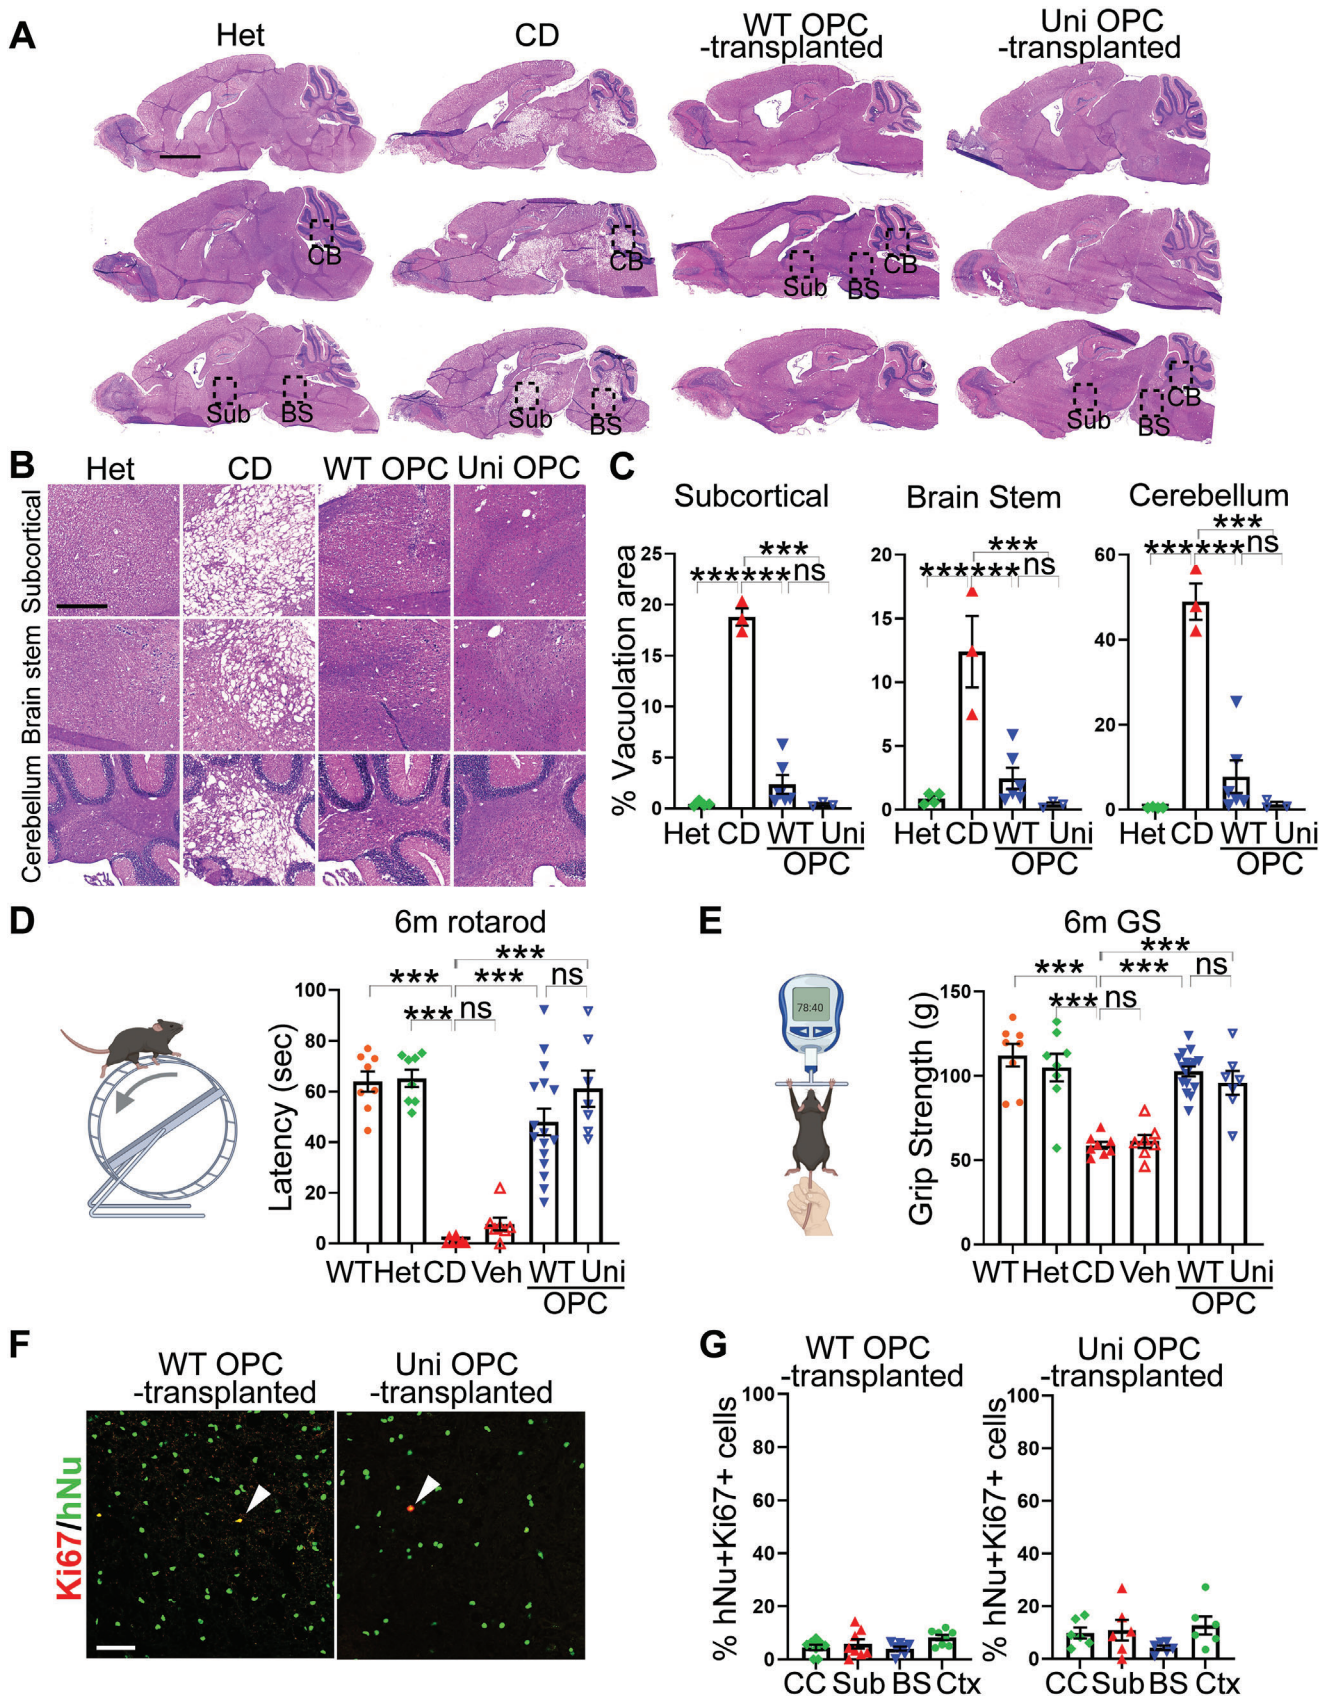 A
Het
CD
WT OPC
-transplanted
Uni OPC
-transplanted
CB
CB
Sub
BS
CB
Sub
BS
Sub
BS
Sub
BS
CB
B
Het
CD
WT OPC
Uni OPC
Subcortical
Brain stem
Cerebellum
C
Subcortical
Brain Stem
Cerebellum
% Vacuolation area
25
20
15
10
5
0
***
******
ns
Het CD WT Uni
OPC
20
15
10
5
0
***
******
ns
Het CD WT Uni
OPC
60
40
20
0
***
******
ns
Het CD WT Uni
OPC
D
6m rotarod
Latency (sec)
100
80
60
40
20
0
***
***
***
ns
***
ns
WT Het CD Veh WT Uni
OPC
E
6m GS
78:40
Grip Strength (g)
150
100
50
0
***
***
***
ns
***
ns
WT Het CD Veh WT Uni
OPC
F
WT OPC
-transplanted
Uni OPC
-transplanted
Ki67/hNu
G
WT OPC
-transplanted
% hNu+Ki67+ cells
100
80
60
40
20
0
CC Sub BS Ctx
Uni OPC
-transplanted
% hNu+Ki67+ cells
100
80
60
40
20
0
CC Sub BS Ctx